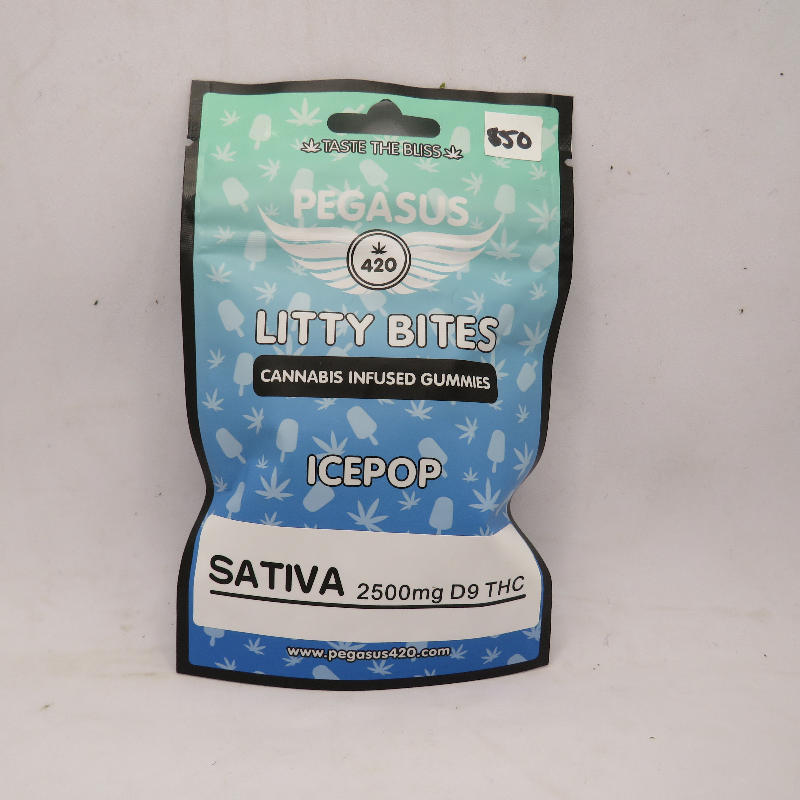 850
TASTE THE BLISS
PEGASUS
420
LITTY BITES
CANNABIS INFUSED GUMMIES
ICEPOP
SATIVA 2500mg D9 THC
www.pegasus420.com